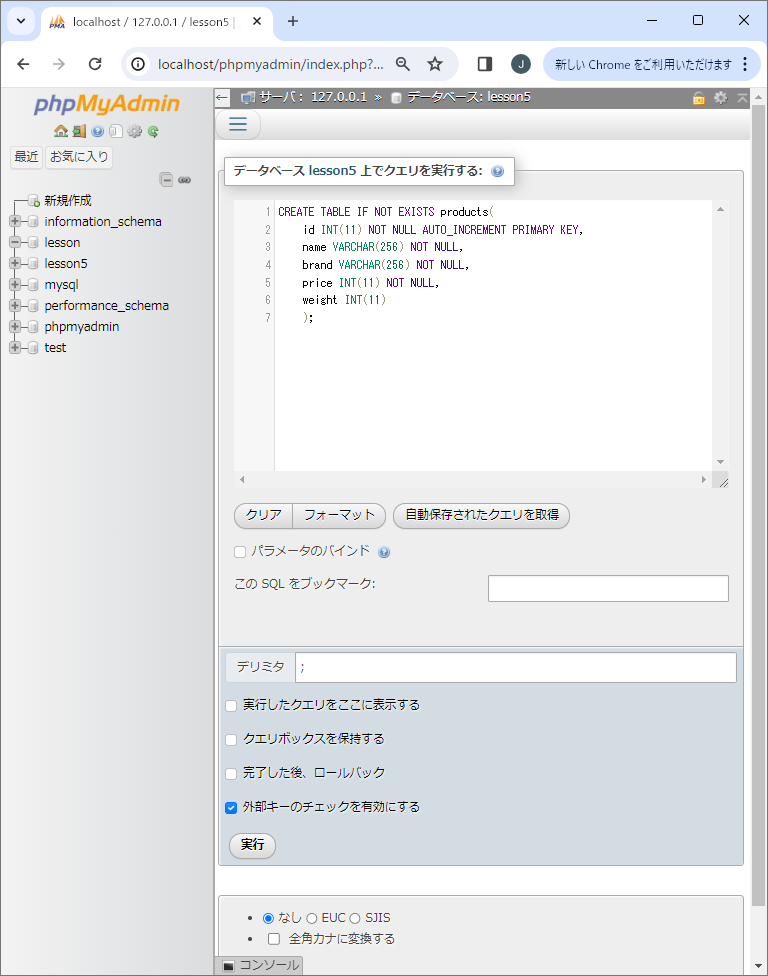 localhost / 127.0.0.1 / lesson5 |
localhost/phpmyadmin/index.php?...
J
新しい Chrome をご利用いただけます
phpMyAdmin
最近 お気に入り
新規作成
information_schema
lesson
lesson5
mysql
performance_schema
phpmyadmin
test
サーバ: 127.0.0.1 » データベース: lesson5
データベース lesson5 上でクエリを実行する:
1 CREATE TABLE IF NOT EXISTS products(
2 id INT(11) NOT NULL AUTO_INCREMENT PRIMARY KEY,
3 name VARCHAR(256) NOT NULL,
4 brand VARCHAR(256) NOT NULL,
5 price INT(11) NOT NULL,
6 weight INT(11)
7 );
クリア フォーマット 自動保存されたクエリを取得
パラメータのバインド
この SQL をブックマーク:
デリミタ ;
実行したクエリをここに表示する
クエリボックスを保持する
完了した後、ロールバック
外部キーのチェックを有効にする
実行
なし EUC SJIS
全角カナに変換する
コンソール